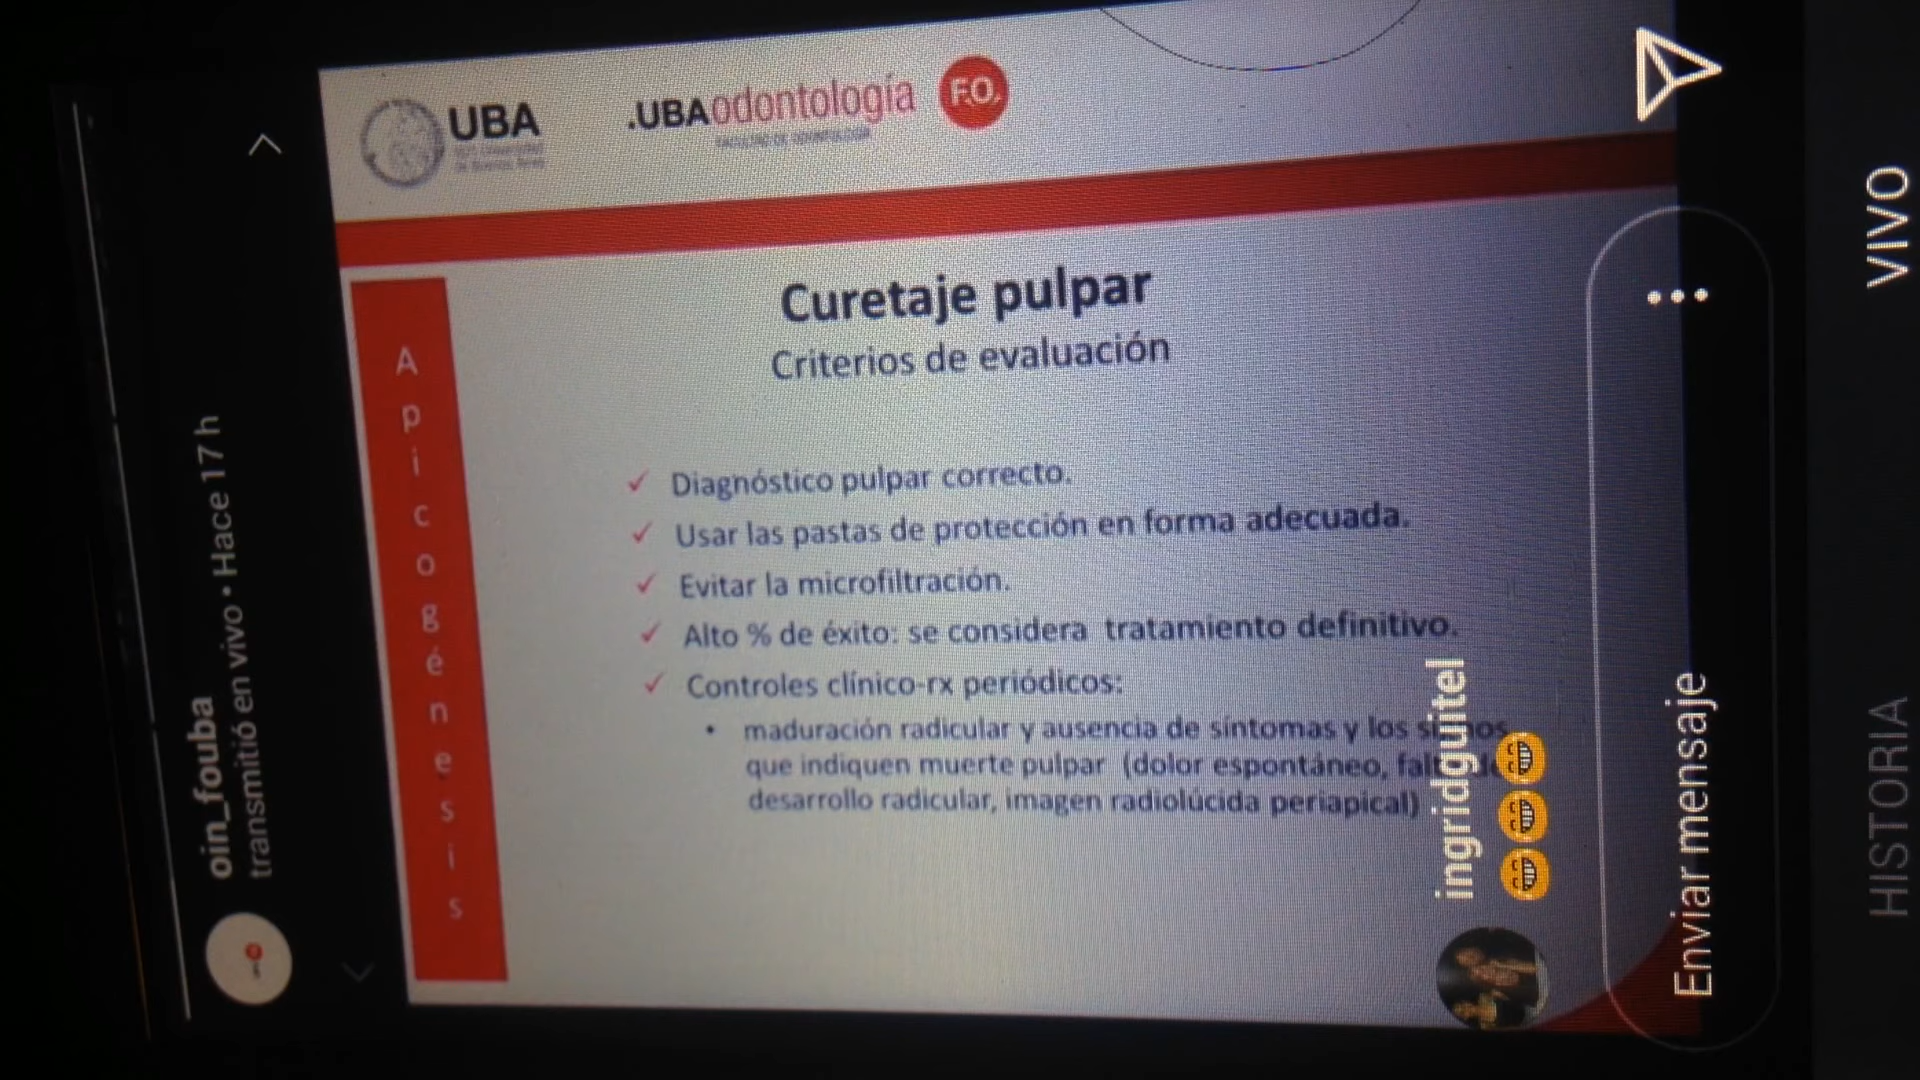 oin_fouba
transmitió en vivo • Hace 17 h
UBA
.UBAodontología
F.O.
Apicogénesis
Curetaje pulpar
Criterios de evaluación
✓ Diagnóstico pulpar correcto.
✓ Usar las pastas de protección en forma adecuada.
✓ Evitar la microfiltración.
✓ Alto % de éxito: se considera tratamiento definitivo.
✓ Controles clínico-rx periódicos:
• maduración radicular y ausencia de síntomas y los
que indiquen muerte pulpar (dolor espontáneo,
desarrollo radicular, imagen radiolúcida periapical)
ingridguitel
😁😁😁
Enviar mensaje
HISTORIA
VIVO